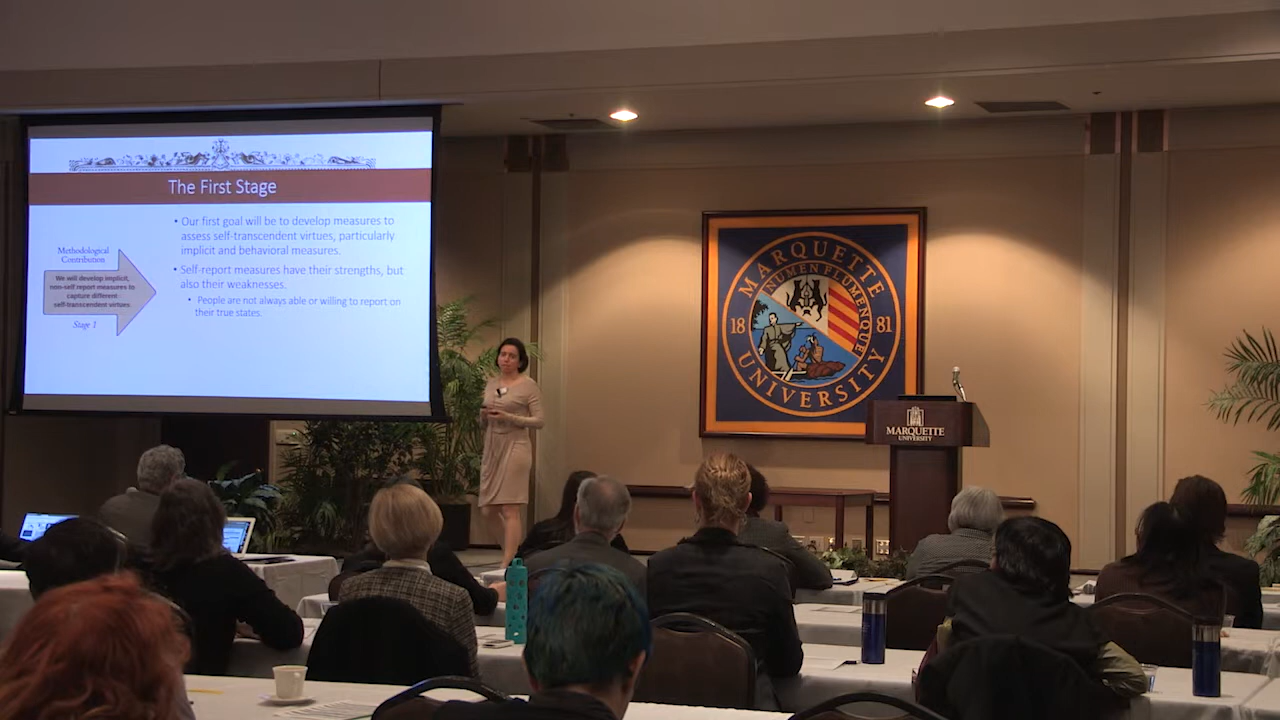 The First Stage
Methodological
Contribution
We will develop implicit,
non-self report measures to
capture different
self-transcendent virtues
Stage 1
• Our first goal will be to develop measures to
assess self-transcendent virtues, particularly
implicit and behavioral measures.
• Self-report measures have their strengths, but
also their weaknesses.
• People are not always able or willing to report on
their true states.
MARQUETTE
NUMEN FLUMENQUE
18 81
UNIVERSITY
MARQUETTE
UNIVERSITY